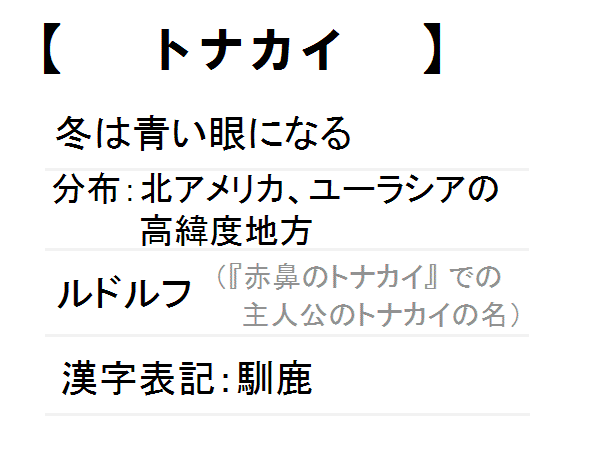 【 トナカイ 】
冬は青い眼になる
分布：北アメリカ、ユーラシアの
高緯度地方
ルドルフ （『赤鼻のトナカイ』での
主人公のトナカイの名）
漢字表記：馴鹿